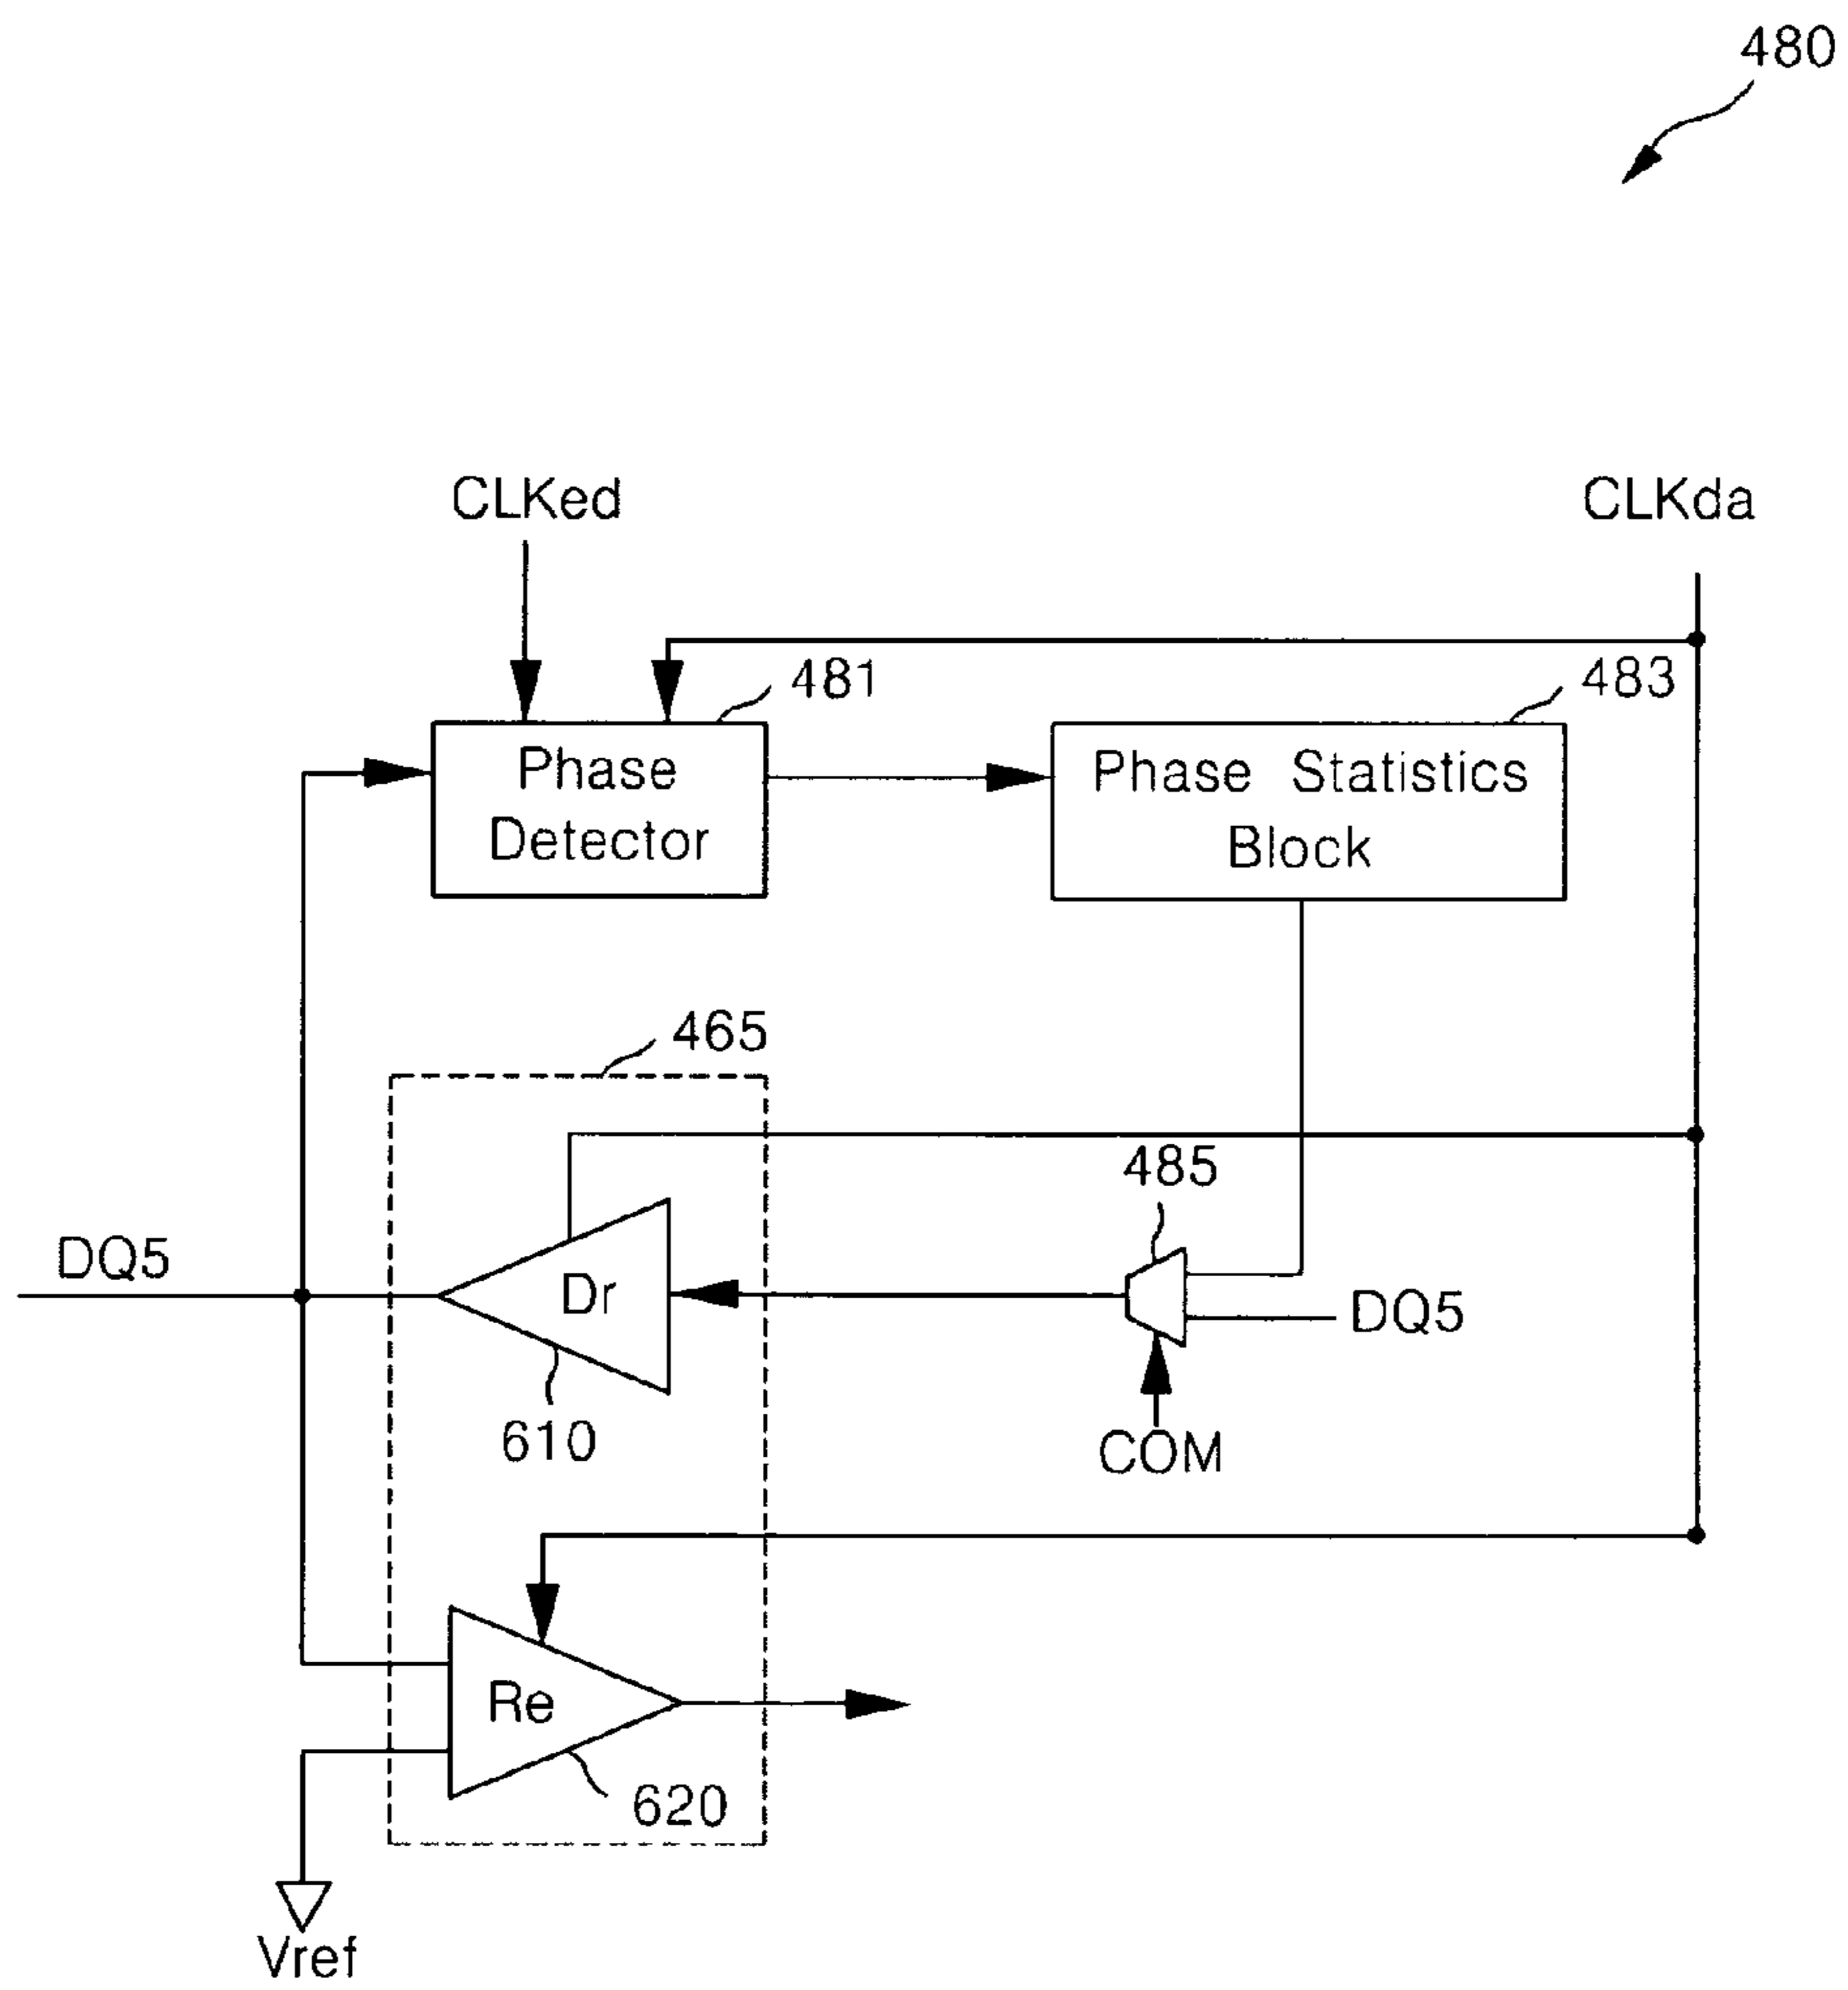 480
CLKed
CLKda
481
483
Phase
Detector
Phase Statistics
Block
465
485
DQ5
Dr
DQ5
610
COM
Re
620
Vref